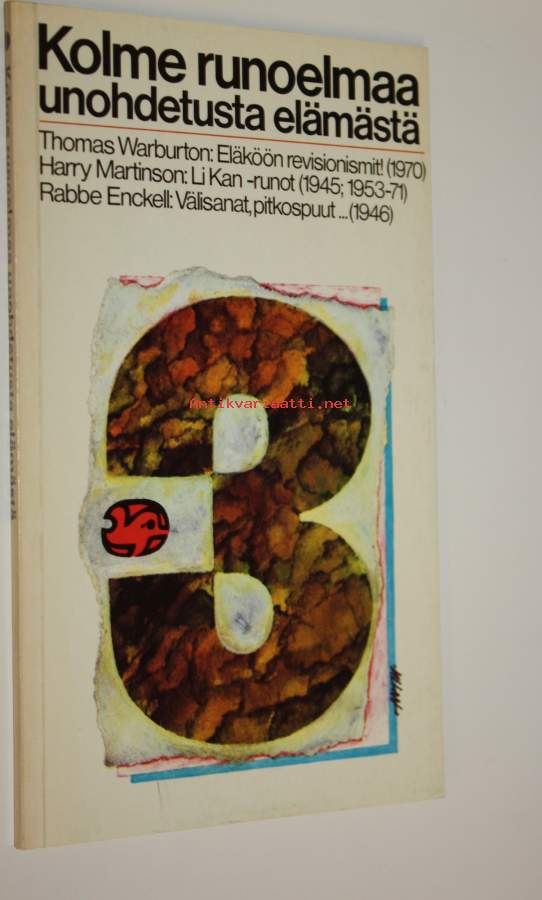 Kolme runoelmaa
unohdetusta elämästä
Thomas Warburton: Eläköön revisionismit! (1970)
Harry Martinson: Li Kan -runot (1945; 1953-71)
Rabbe Enckell: Välisanat, pitkospuut ... (1946)
Antikvariaatti.net
3